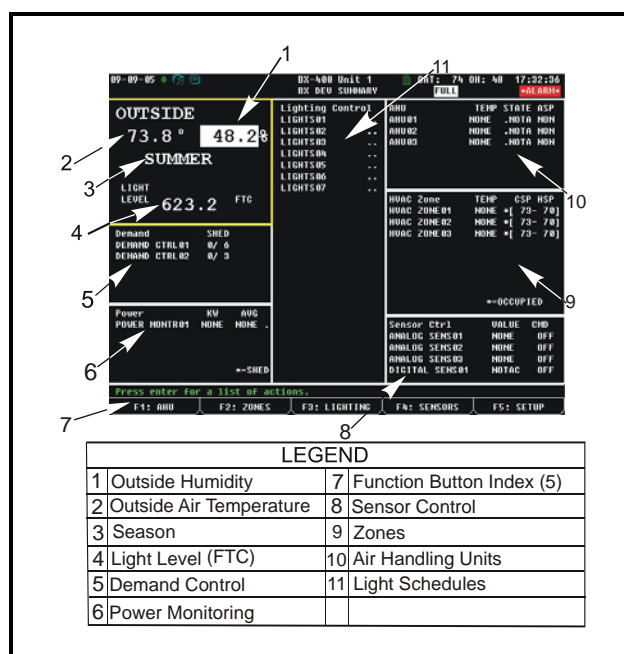 1
11
09-09-05
BX-400 Unit 1
OAT: 74 OH: 48 17:32:36
BX DEV SUMMARY
FULL
*ALARM*
OUTSIDE
73.8° 48.2%
SUMMER
LIGHT
LEVEL 623.2 FTC
2
3
4
Lighting Control
LIGHTS01 ..
LIGHTS02 ..
LIGHTS03 ..
LIGHTS04 ..
LIGHTS05 ..
LIGHTS06 ..
LIGHTS07 ..
AHU TEMP STATE ASP
AHU01 NONE .NOTA NON
AHU02 NONE .NOTA NON
AHU03 NONE .NOTA NON
10
HVAC Zone TEMP . CSP HSP
HVAC ZONE01 NONE *[ 73- 70]
HVAC ZONE02 NONE *[ 73- 70]
HVAC ZONE03 NONE *[ 73- 70]
*-OCCUPIED
9
Demand SHED
DEMAND CTRL01 0/ 6
DEMAND CTRL02 0/ 3
5
Power KW AVG
POWER MONTR01 NONE NONE .
*-SHED
6
Sensor Ctrl VALUE CMD
ANALOG SENS01 NONE OFF
ANALOG SENS02 NONE OFF
ANALOG SENS03 NONE OFF
DIGITAL SENS01 NOTAC OFF
Press enter for a list of actions.
F1: AHU F2: ZONES F3: LIGHTING F4: SENSORS F5: SETUP
7
8
LEGEND
1 Outside Humidity 7 Function Button Index (5)
2 Outside Air Temperature 8 Sensor Control
3 Season 9 Zones
4 Light Level (FTC) 10 Air Handling Units
5 Demand Control 11 Light Schedules
6 Power Monitoring